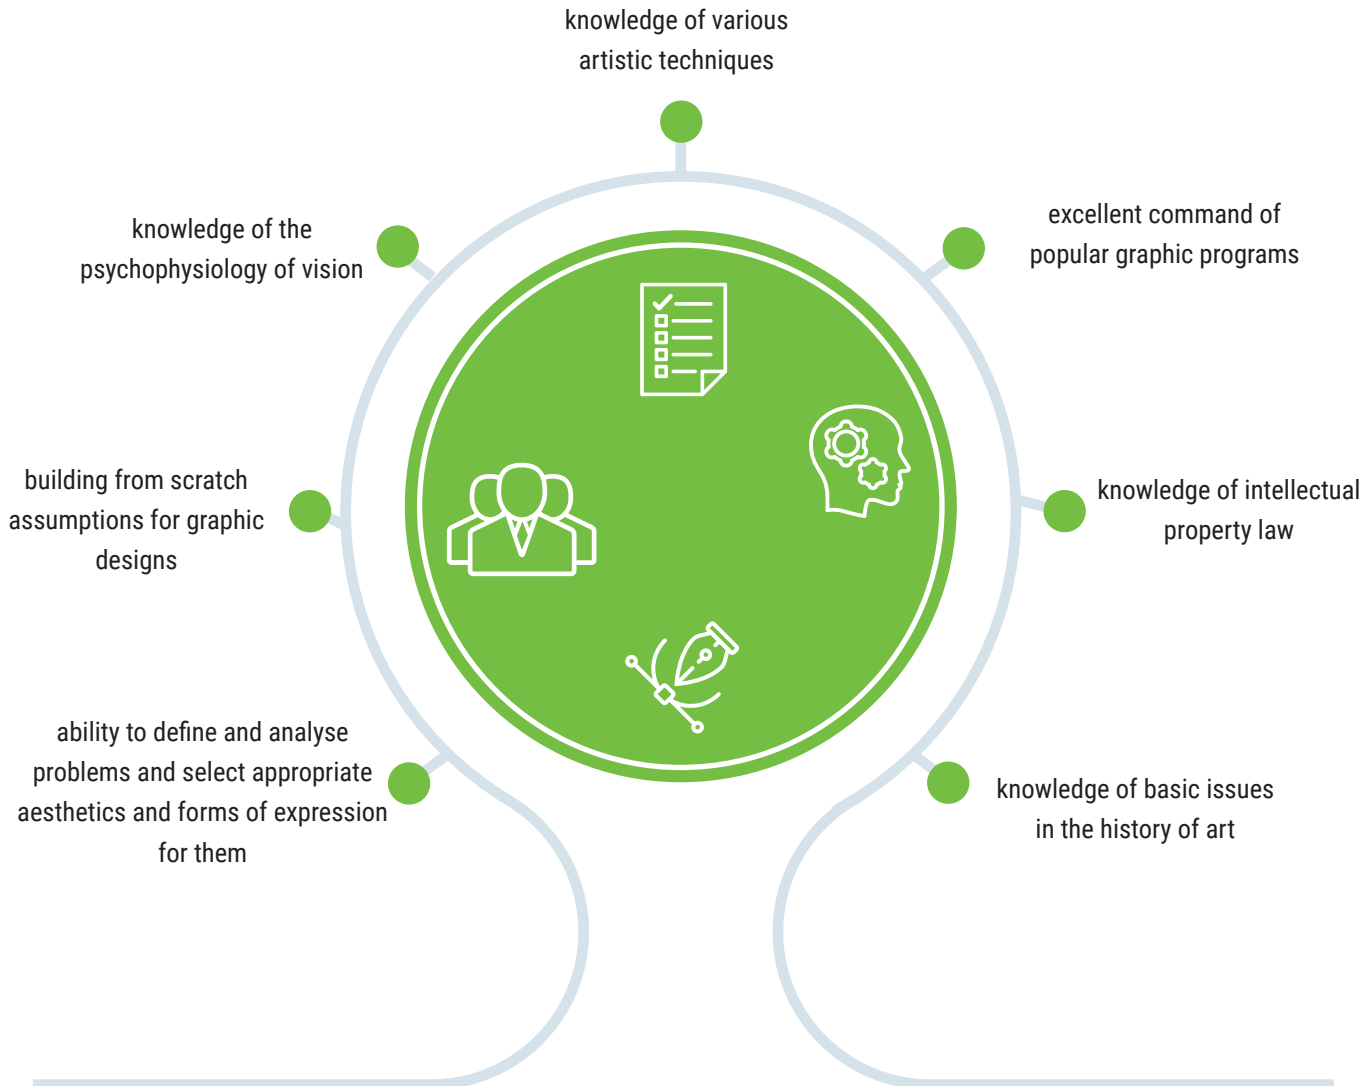 knowledge of various
artistic techniques
knowledge of the
psychophysiology of vision
excellent command of
popular graphic programs
building from scratch
assumptions for graphic
designs
knowledge of intellectual
property law
ability to define and analyse
problems and select appropriate
aesthetics and forms of expression
for them
knowledge of basic issues
in the history of art